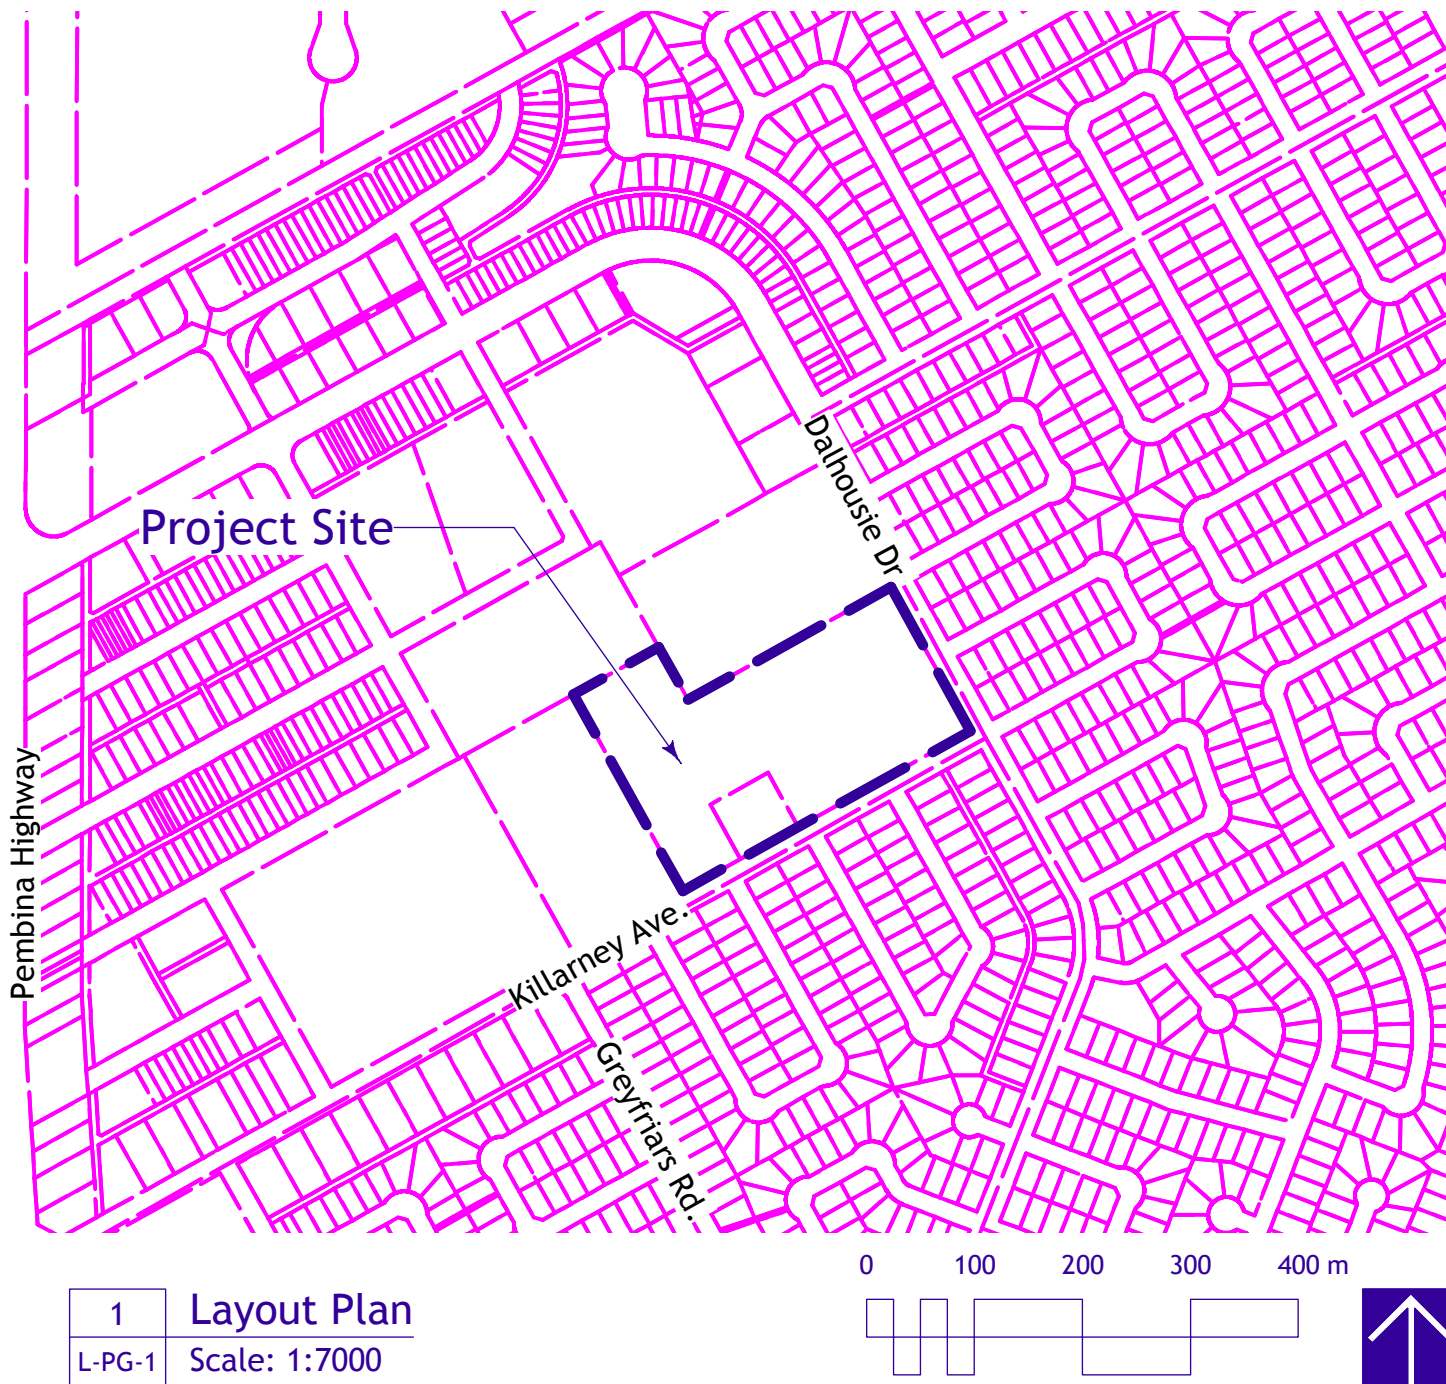 Dalhousie Dr
Project Site
Pembina Highway
Killarney Ave.
Greyfriars Rd.
0 100 200 300 400 m
1 Layout Plan
L-PG-1 Scale: 1:7000